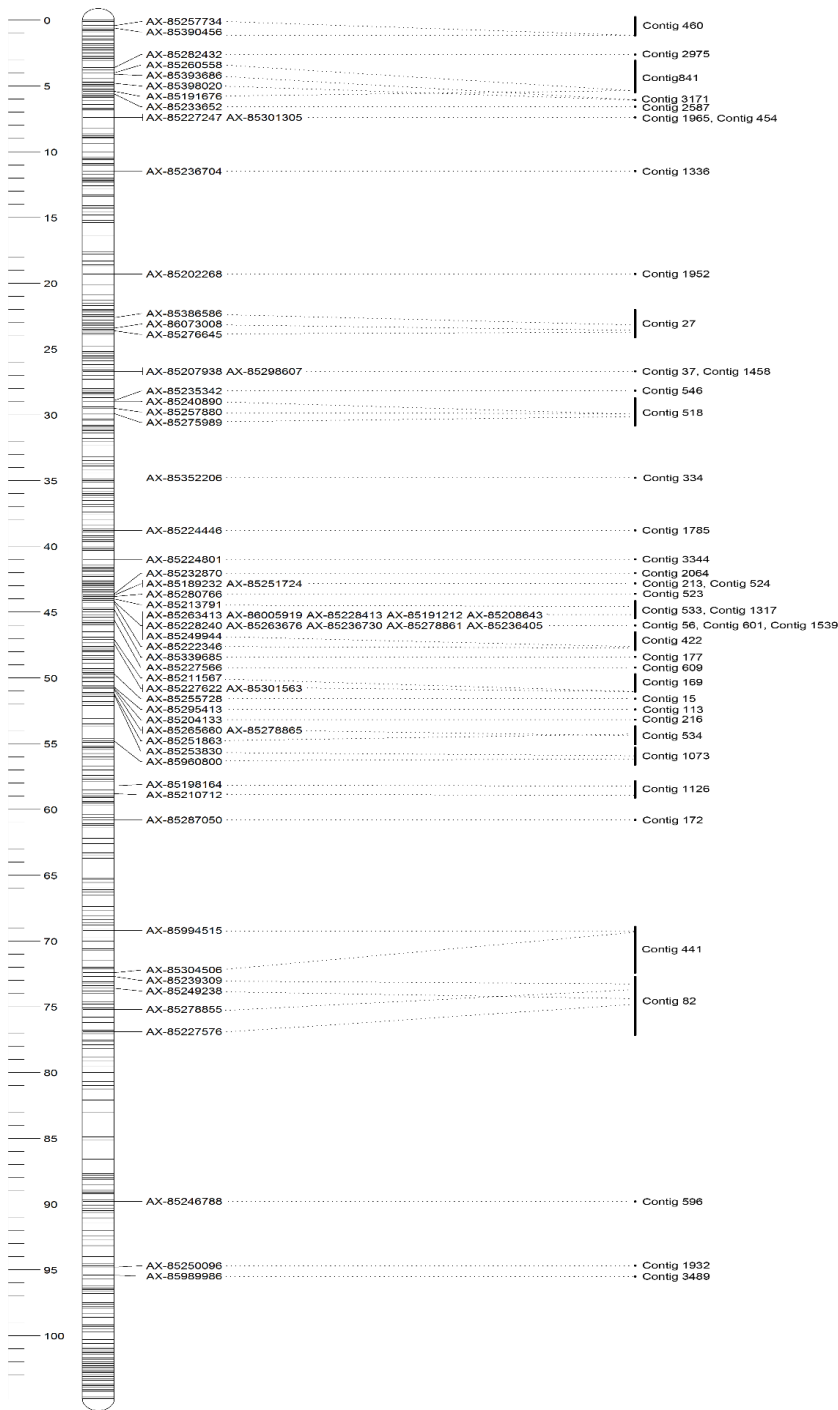 0 AX-85257734 Contig 460
AX-85390456
AX-85282432 Contig 2975
AX-85260558
AX-85393686 Contig841
5 AX-85398020
AX-85191676 Contig 3171
AX-85233652 Contig 2587
AX-85227247 AX-85301305 Contig 1965, Contig 454
10
AX-85236704 Contig 1336
15
AX-85202268 Contig 1952
20
AX-85386586
AX-86073008 Contig 27
AX-85276645
25
AX-85207938 AX-85298607 Contig 37, Contig 1458
AX-85235342 Contig 546
AX-85240890
30 AX-85257880 Contig 518
AX-85275989
AX-85352206 Contig 334
35
AX-85224446 Contig 1785
40
AX-85224801 Contig 3344
AX-85232870 Contig 2064
AX-85189232 AX-85251724 Contig 213, Contig 524
AX-85280766 Contig 523
AX-85213791 Contig 533, Contig 1317
45 AX-85263413 AX-86005919 AX-85228413 AX-85191212 AX-85208643
AX-85228240 AX-85263676 AX-85236730 AX-85278861 AX-85236405 Contig 56, Contig 601, Contig 1539
AX-85249944 Contig 422
AX-85222346
AX-85339685 Contig 177
AX-85227566 Contig 609
50 AX-85211567 Contig 169
AX-85227622 AX-85301563
AX-85255728 Contig 15
AX-85295413 Contig 113
AX-85204133 Contig 216
AX-85265660 AX-85278865 Contig 534
AX-85251863
55 AX-85253830 Contig 1073
AX-85960800
AX-85198164 Contig 1126
AX-85210712
60
AX-85287050 Contig 172
65
AX-85994515
70 Contig 441
AX-85304506
AX-85239309
AX-85249238 Contig 82
75 AX-85278855
AX-85227576
80
85
AX-85246788 Contig 596
90
AX-85250096 Contig 1932
95 AX-85989986 Contig 3489
100